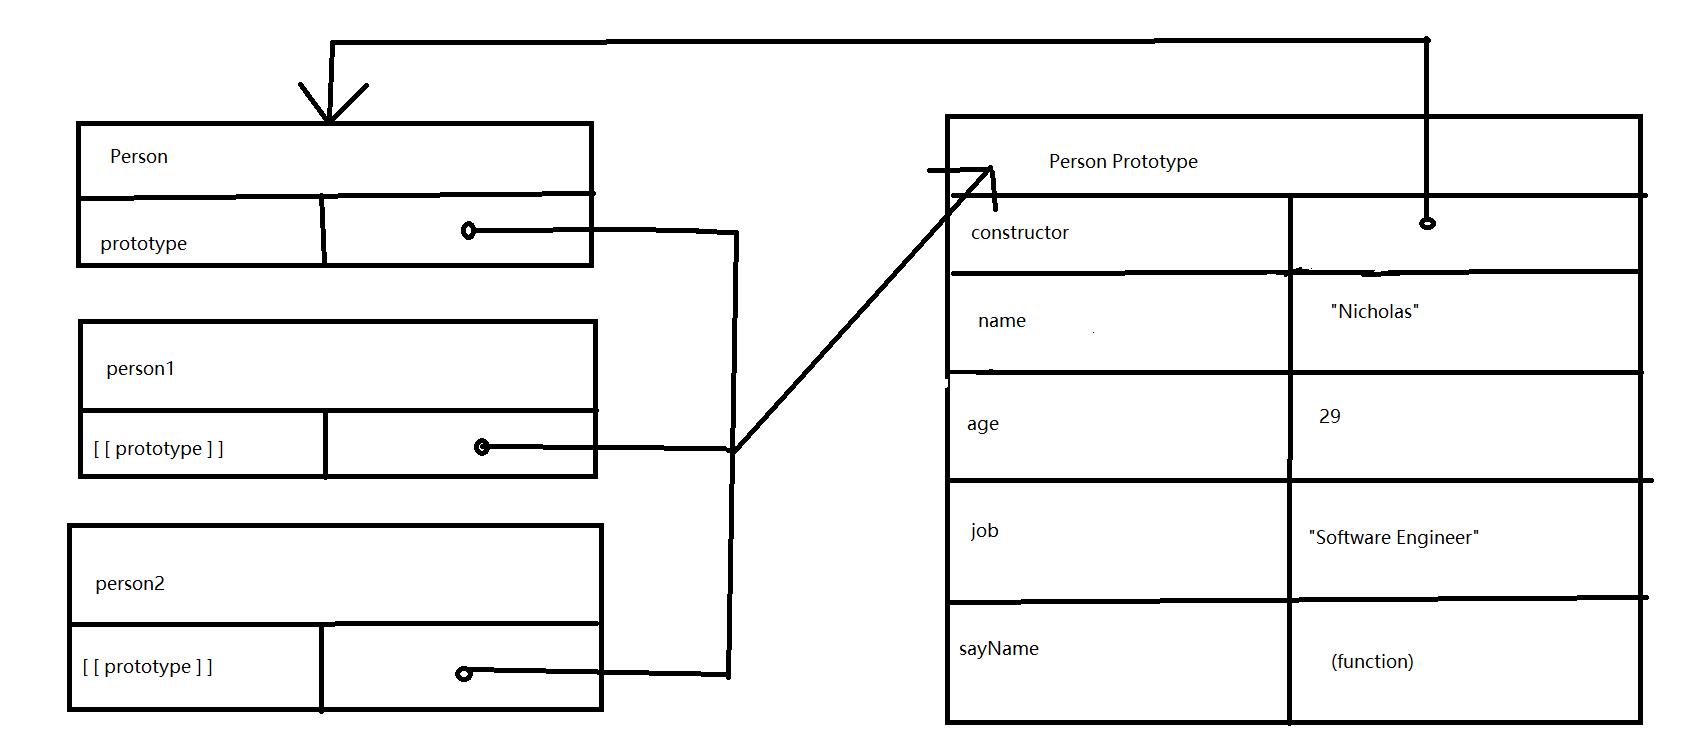 Person
prototype
person1
[ [ prototype ] ]
person2
[ [ prototype ] ]
Person Prototype
constructor
name
"Nicholas"
age
29
job
"Software Engineer"
sayName
(function)